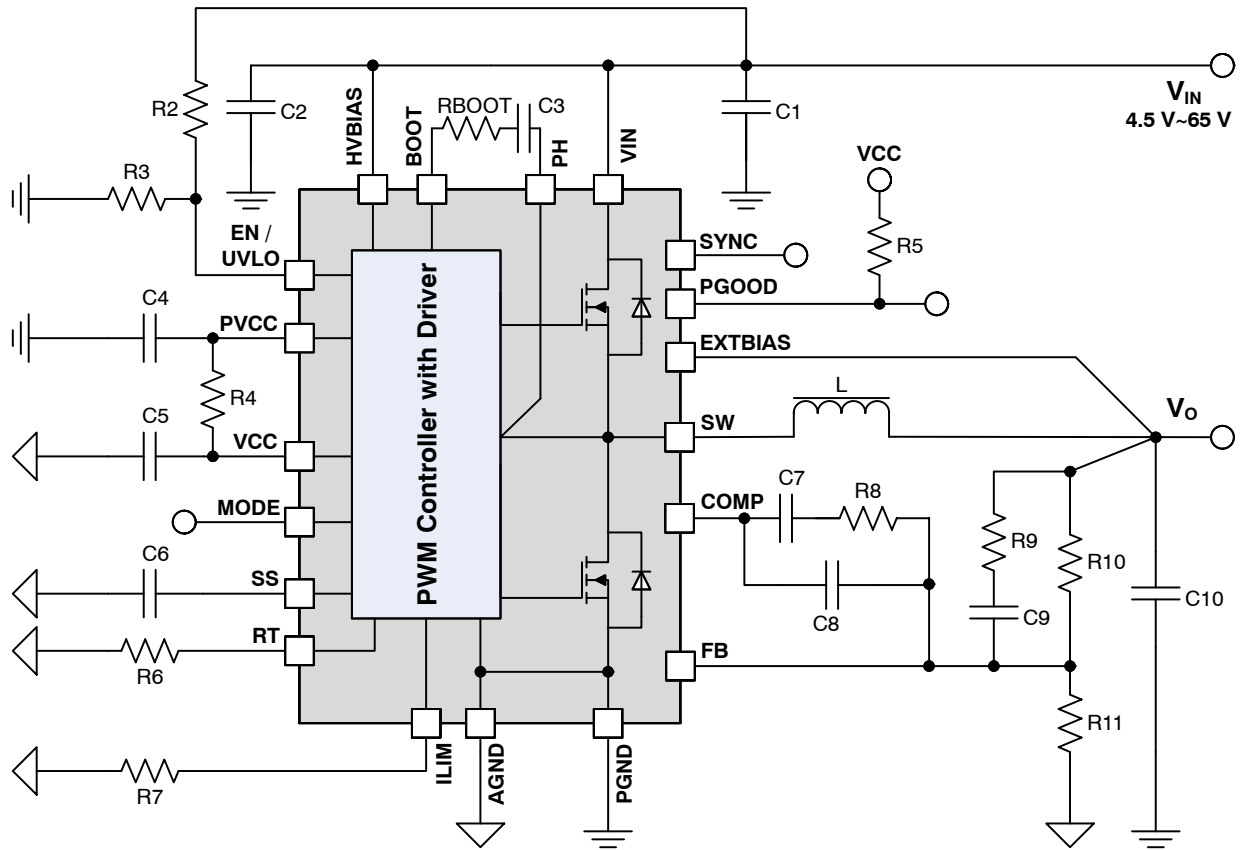 R2
C2
HVBIAS
BOOT
RBOOT
C3
PH
VIN
C1
VIN
4.5 V~65 V
VCC
R3
EN /
UVLO
SYNC
R5
PGOOD
C4
PVCC
EXTBIAS
R4
L
VO
C5
VCC
SW
PWM Controller with Driver
MODE
COMP
C7
R8
R9
R10
C6
SS
C8
C9
C10
RT
R6
FB
R11
R7
ILIM
AGND
PGND